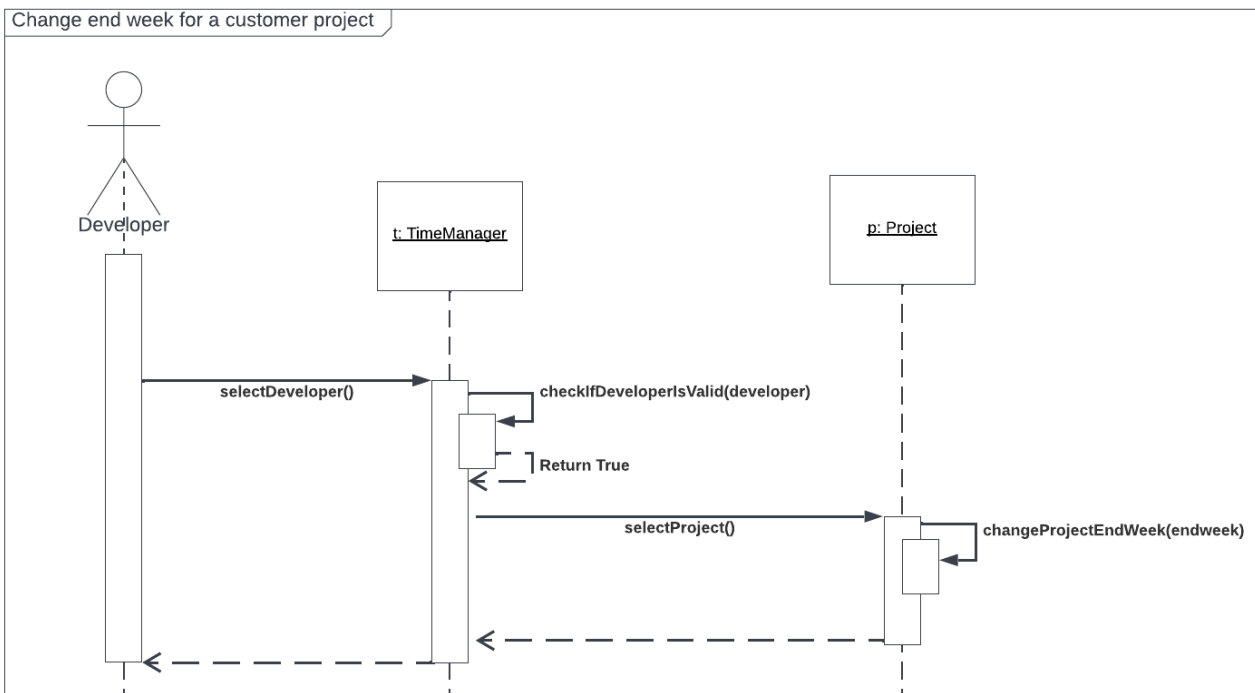 Change end week for a customer project
Developer
t: TimeManager
p: Project
selectDeveloper()
checkIfDeveloperIsValid(developer)
Return True
selectProject()
changeProjectEndWeek(endweek)